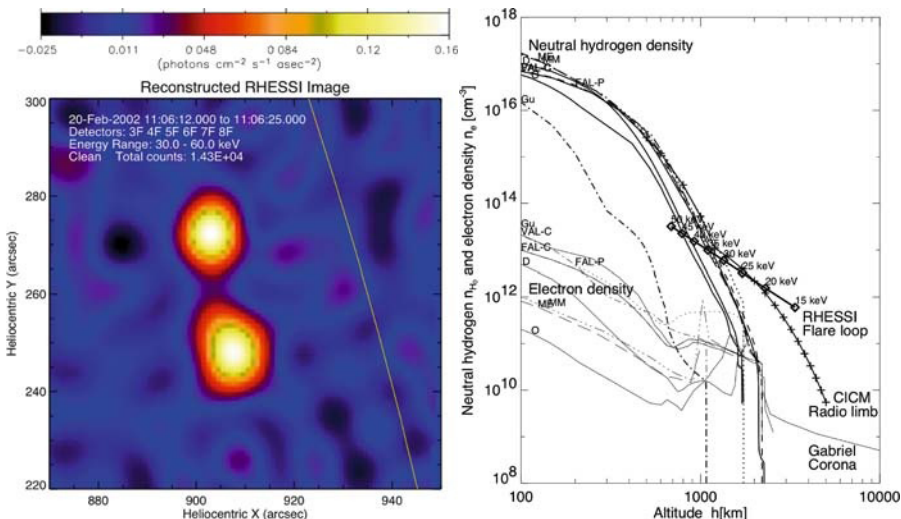 -0.025 0.011 0 048 0 084 0.12 0.16
(photons cm⁻² s⁻¹ asec⁻²)
Reconstructed RHESSI Image
20-Feb-2002 11:06:12.000 to 11:06:25.000
Detectors: 3F 4F 5F 6F 7F 8F
Energy Range: 30.0 - 60.0 keV
Clean Total counts: 1.43E+04
300
280
260
240
220
Heliocentric Y (arcsec)
880 900 920 940
Heliocentric X (arcsec)
10¹⁸
10¹⁶
10¹⁴
10¹²
10¹⁰
10⁸
Neutral hydrogen and electron density nₑ [cm⁻³]
Neutral hydrogen density
FAL-P
Gu
50 keV
25 keV
20 keV
15 keV
RHESSI
Flare loop
Gu
VAL-C
FAL-C
FAL-P
D
Electron density
MM
O
CICM
Radio limb
Gabriel
Corona
100 1000 10000
Altitude h[km]